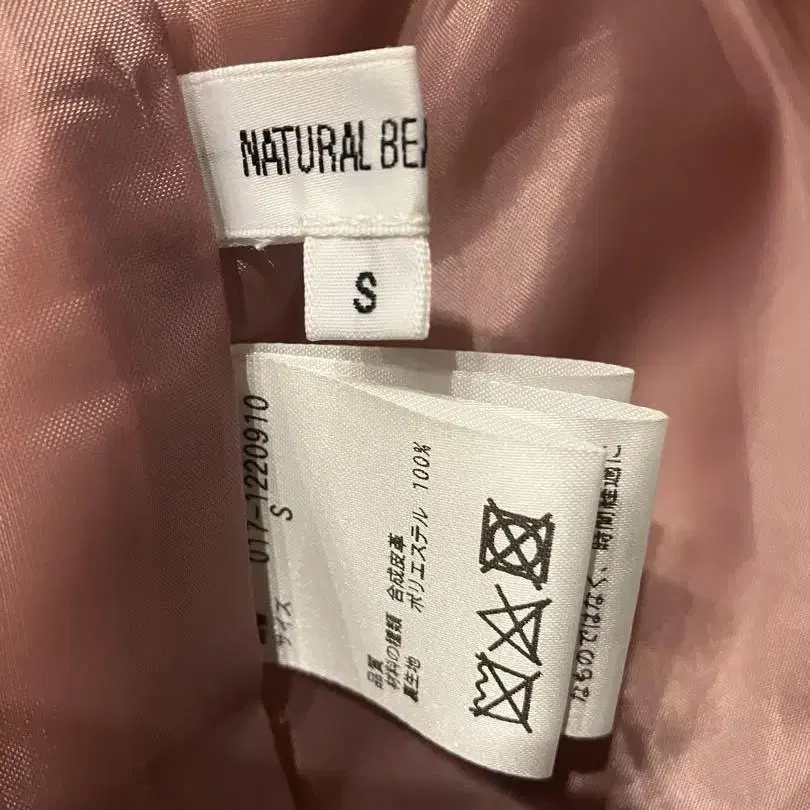 NATURAL BEA
S
017-1220910
サイズ S
品質
材料の種類 合成皮革
裏生地 ポリエステル 100%
なものではなく、時間経過に